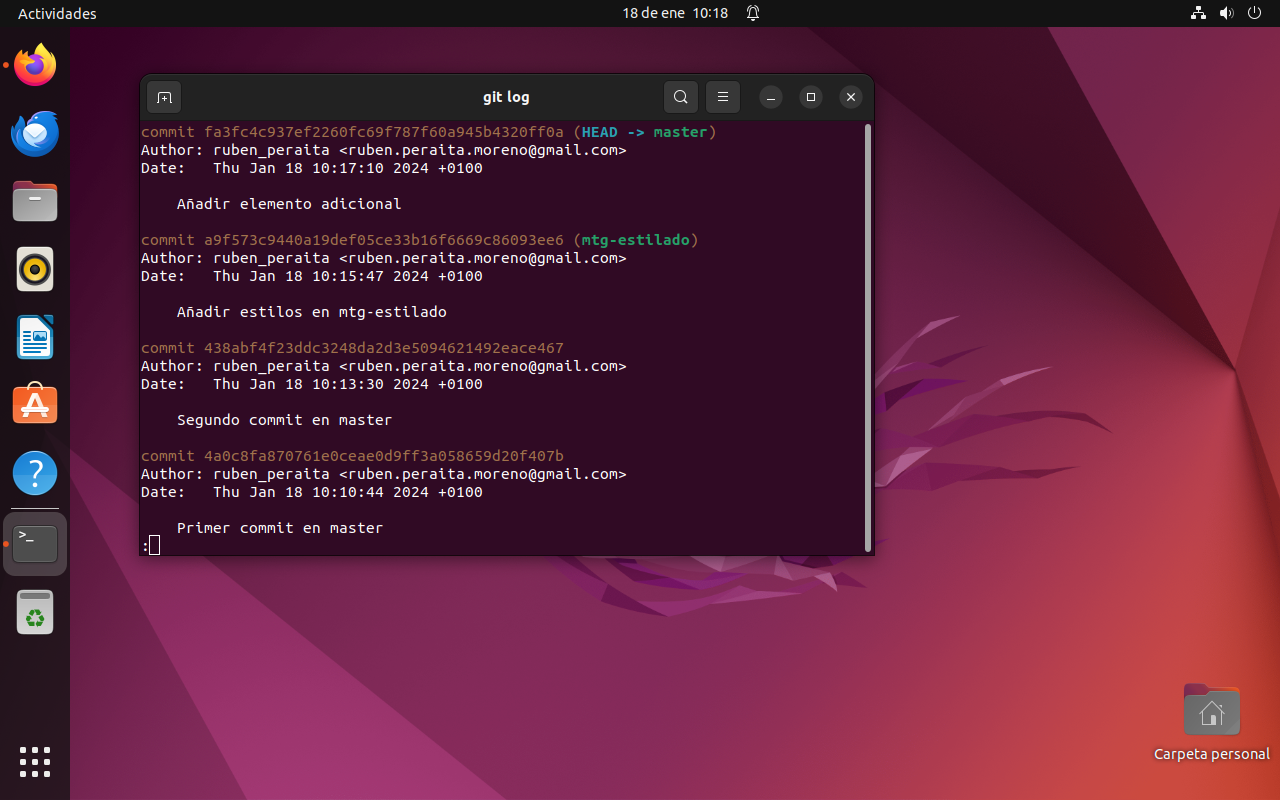 Actividades
18 de ene 10:18
git log
commit fa3fc4c937ef2260fc69f787f60a945b4320ff0a (HEAD -> master)
Author: ruben_peraita <ruben.peraita.moreno@gmail.com>
Date:   Thu Jan 18 10:17:10 2024 +0100
Añadir elemento adicional
commit a9f573c9440a19def05ce33b16f6669c86093ee6 (mtg-estilado)
Author: ruben_peraita <ruben.peraita.moreno@gmail.com>
Date:   Thu Jan 18 10:15:47 2024 +0100
Añadir estilos en mtg-estilado
commit 438abf4f23ddc3248da2d3e5094621492eace467
Author: ruben_peraita <ruben.peraita.moreno@gmail.com>
Date:   Thu Jan 18 10:13:30 2024 +0100
Segundo commit en master
commit 4a0c8fa870761e0ceae0d9ff3a058659d20f407b
Author: ruben_peraita <ruben.peraita.moreno@gmail.com>
Date:   Thu Jan 18 10:10:44 2024 +0100
Primer commit en master
:
Carpeta personal